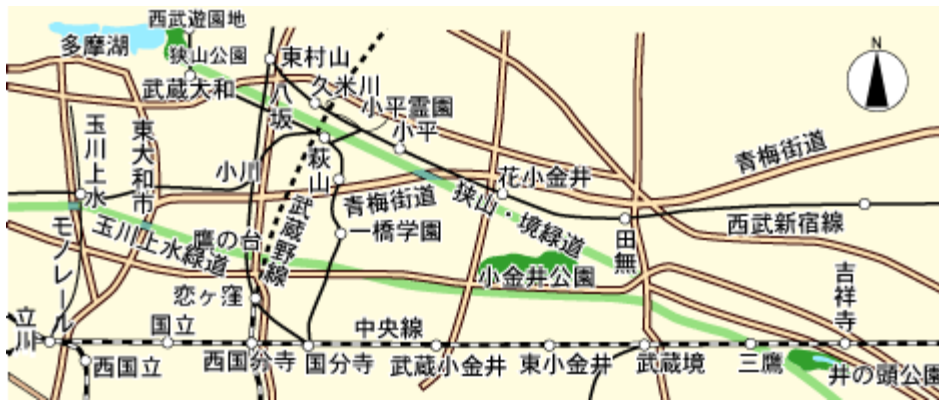 西武遊園地
多摩湖
狭山公園
東村山
N
武蔵大和
久米川
八坂
小平霊園
小平
玉川上水
東大和市
萩山
青梅街道
小川
花小金井
青梅街道
狭山・境緑道
武蔵野線
一橋学園
西武新宿線
玉川上水緑道
鷹の台
モノレール
田無
小金井公園
吉祥寺
恋ヶ窪
立川
国立
中央線
西国立
西国分寺
国分寺
武蔵小金井
東小金井
武蔵境
三鷹
井の頭公園